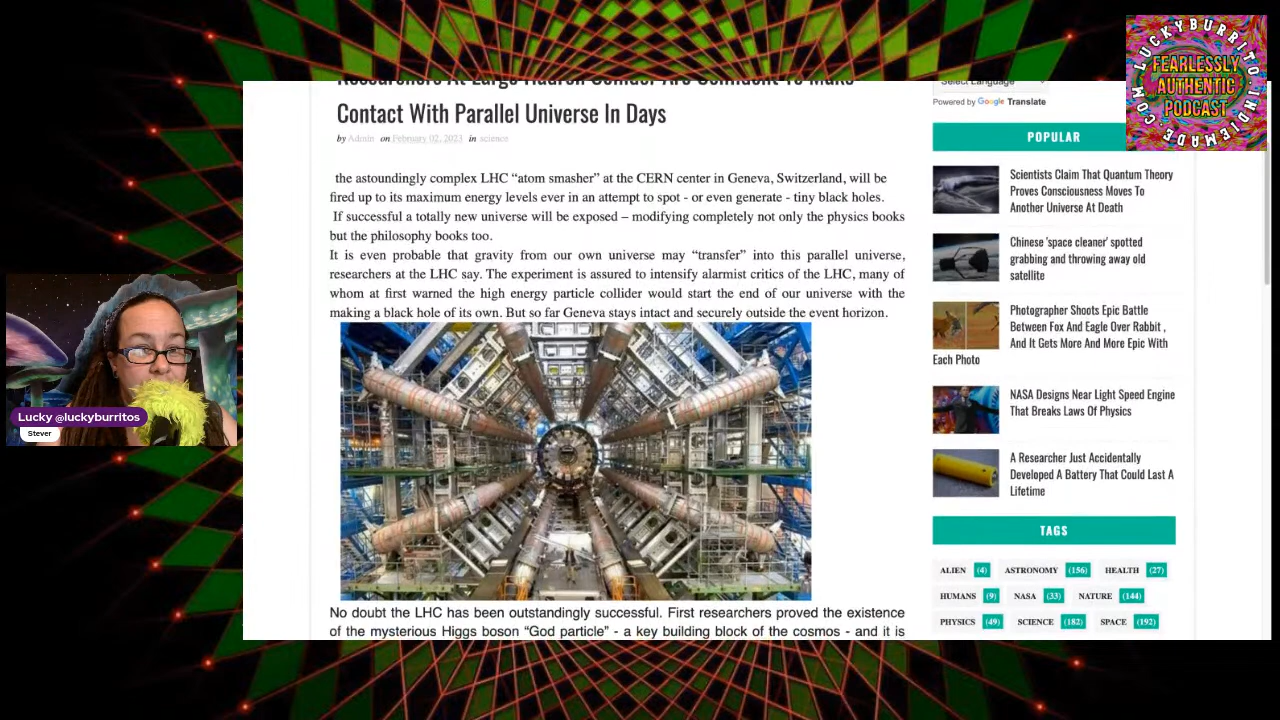 Researchers At Large Hadron Collider Are Confident To Make
Contact With Parallel Universe In Days
by Admin on February 02, 2023 in science
the astoundingly complex LHC “atom smasher” at the CERN center in Geneva, Switzerland, will be
fired up to its maximum energy levels ever in an attempt to spot - or even generate - tiny black holes.
If successful a totally new universe will be exposed – modifying completely not only the physics books
but the philosophy books too.
It is even probable that gravity from our own universe may “transfer” into this parallel universe,
researchers at the LHC say. The experiment is assured to intensify alarmist critics of the LHC, many of
whom at first warned the high energy particle collider would start the end of our universe with the
making a black hole of its own. But so far Geneva stays intact and securely outside the event horizon.
No doubt the LHC has been outstandingly successful. First researchers proved the existence
of the mysterious Higgs boson “God particle” - a key building block of the cosmos - and it is
Select Language
Powered by Google Translate
POPULAR
Scientists Claim That Quantum Theory
Proves Consciousness Moves To
Another Universe At Death
Chinese 'space cleaner' spotted
grabbing and throwing away old
satellite
Photographer Shoots Epic Battle
Between Fox And Eagle Over Rabbit ,
And It Gets More And More Epic With
Each Photo
NASA Designs Near Light Speed Engine
That Breaks Laws Of Physics
A Researcher Just Accidentally
Developed A Battery That Could Last A
Lifetime
TAGS
ALIEN (4) ASTRONOMY (156) HEALTH (27)
HUMANS (9) NASA (33) NATURE (144)
PHYSICS (49) SCIENCE (182) SPACE (192)
LUCKYBURRITO.INDIEMADE.COM
FEARLESSLY
AUTHENTIC
PODCAST
Lucky @luckyburritos
Stever